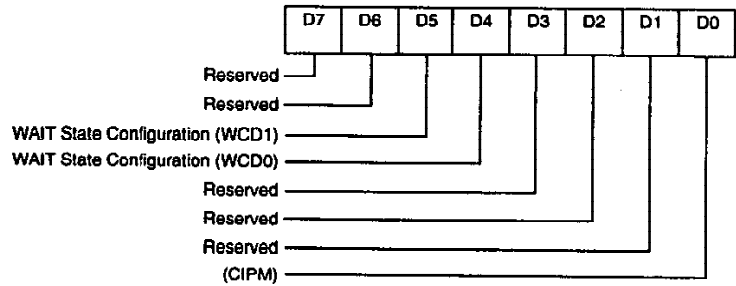 D7 D6 D5 D4 D3 D2 D1 D0
Reserved
Reserved
WAIT State Configuration (WCD1)
WAIT State Configuration (WCD0)
Reserved
Reserved
Reserved
(CIPM)